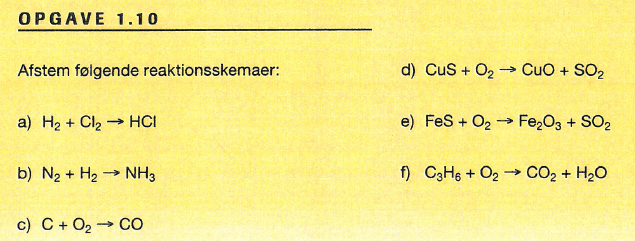 OPGAVE 1.10
Afstem følgende reaktionsskemaer:
a) H₂ + Cl₂ → HCl
b) N₂ + H₂ → NH₃
c) C + O₂ → CO
d) CuS + O₂ → CuO + SO₂
e) FeS + O₂ → Fe₂O₃ + SO₂
f) C₃H₆ + O₂ → CO₂ + H₂O